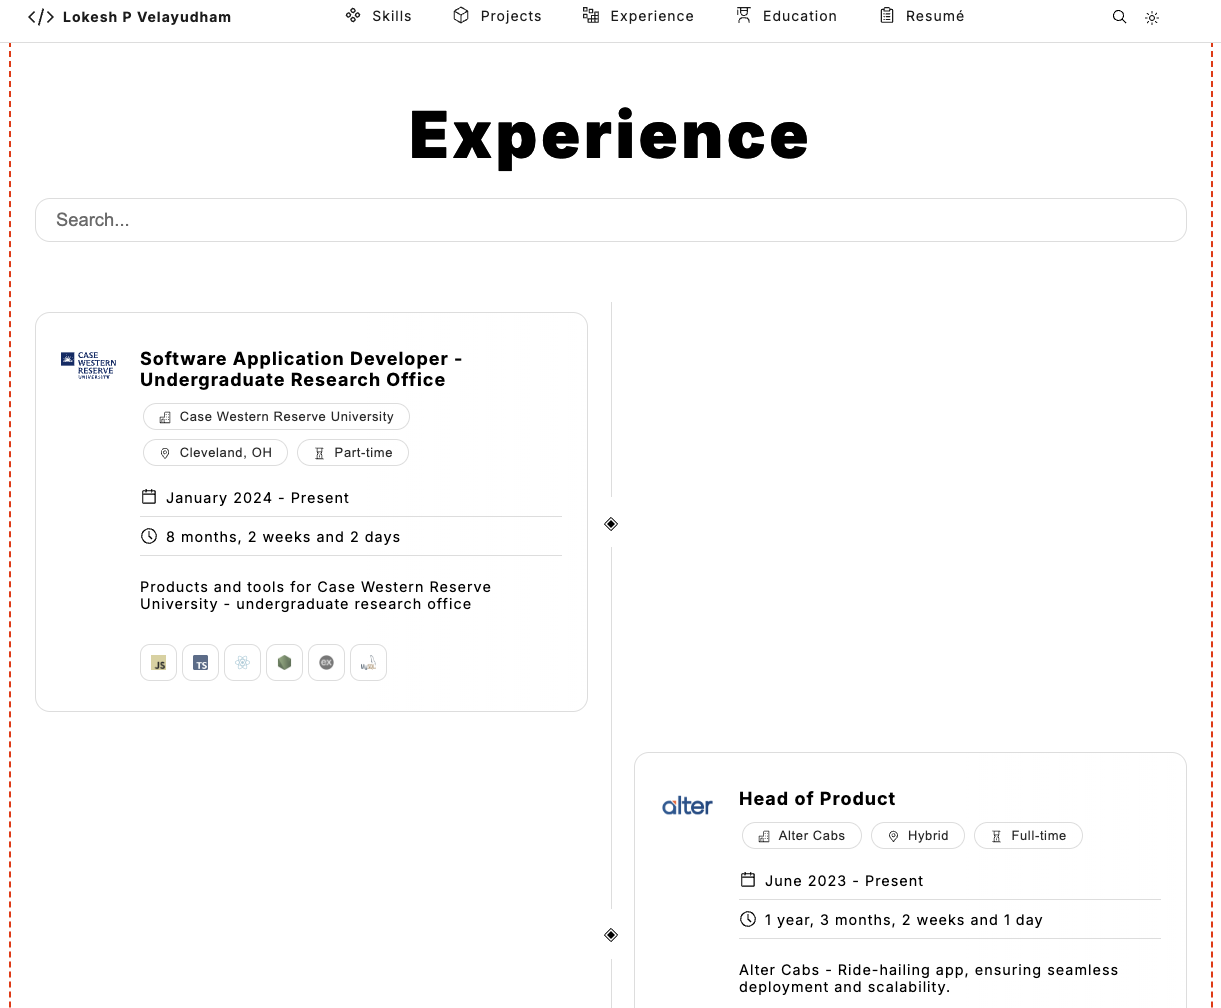 </> Lokesh P Velayudham
Skills
Projects
Experience
Education
Resumé
Experience
Search...
CASE
WESTERN
RESERVE
UNIVERSITY
Software Application Developer -
Undergraduate Research Office
Case Western Reserve University
Cleveland, OH
Part-time
January 2024 - Present
8 months, 2 weeks and 2 days
Products and tools for Case Western Reserve
University - undergraduate research office
JS
TS
ex
MySQL
alter
Head of Product
Alter Cabs
Hybrid
Full-time
June 2023 - Present
1 year, 3 months, 2 weeks and 1 day
Alter Cabs - Ride-hailing app, ensuring seamless
deployment and scalability.